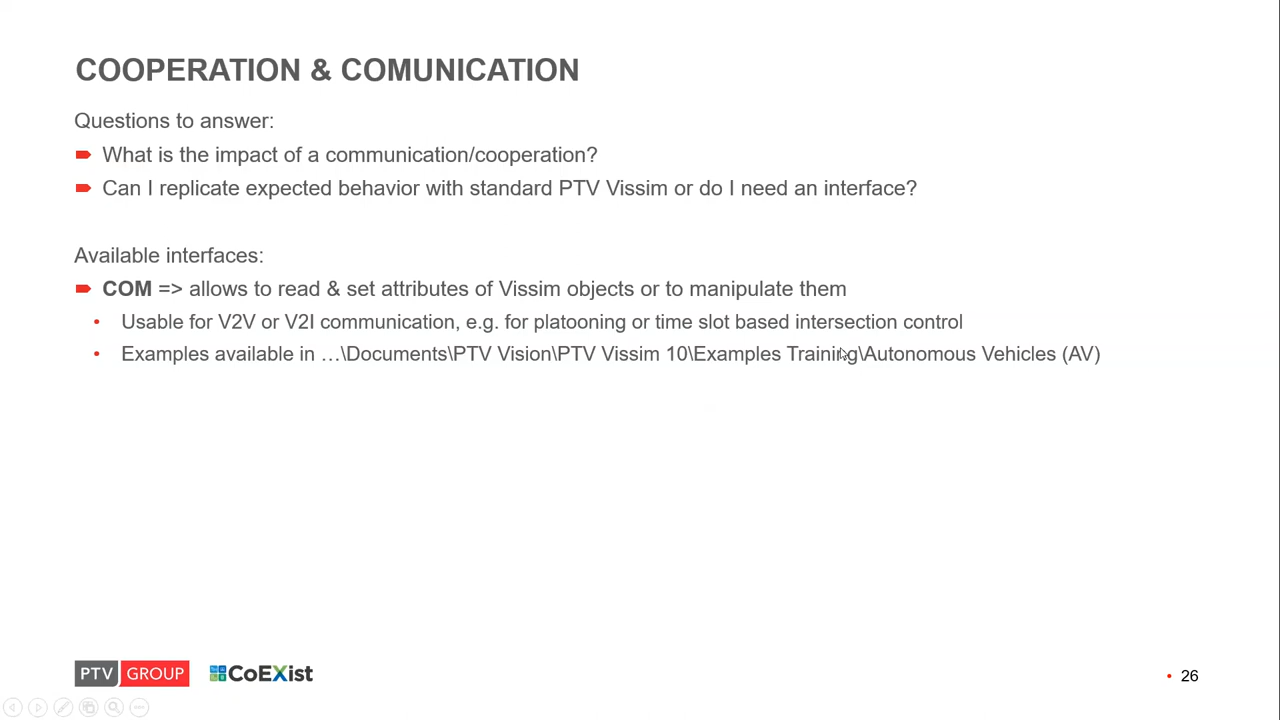 COOPERATION & COMUNICATION
Questions to answer:
What is the impact of a communication/cooperation?
Can I replicate expected behavior with standard PTV Vissim or do I need an interface?
Available interfaces:
COM => allows to read & set attributes of Vissim objects or to manipulate them
• Usable for V2V or V2I communication, e.g. for platooning or time slot based intersection control
• Examples available in …\Documents\PTV Vision\PTV Vissim 10\Examples Training\Autonomous Vehicles (AV)
PTV GROUP CoEXist
• 26